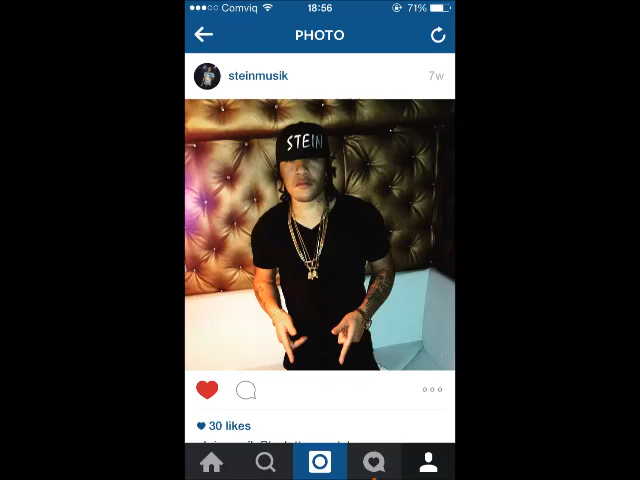 Comviq 18:56 71%
PHOTO
steinmusik 7w
STEIN
30 likes